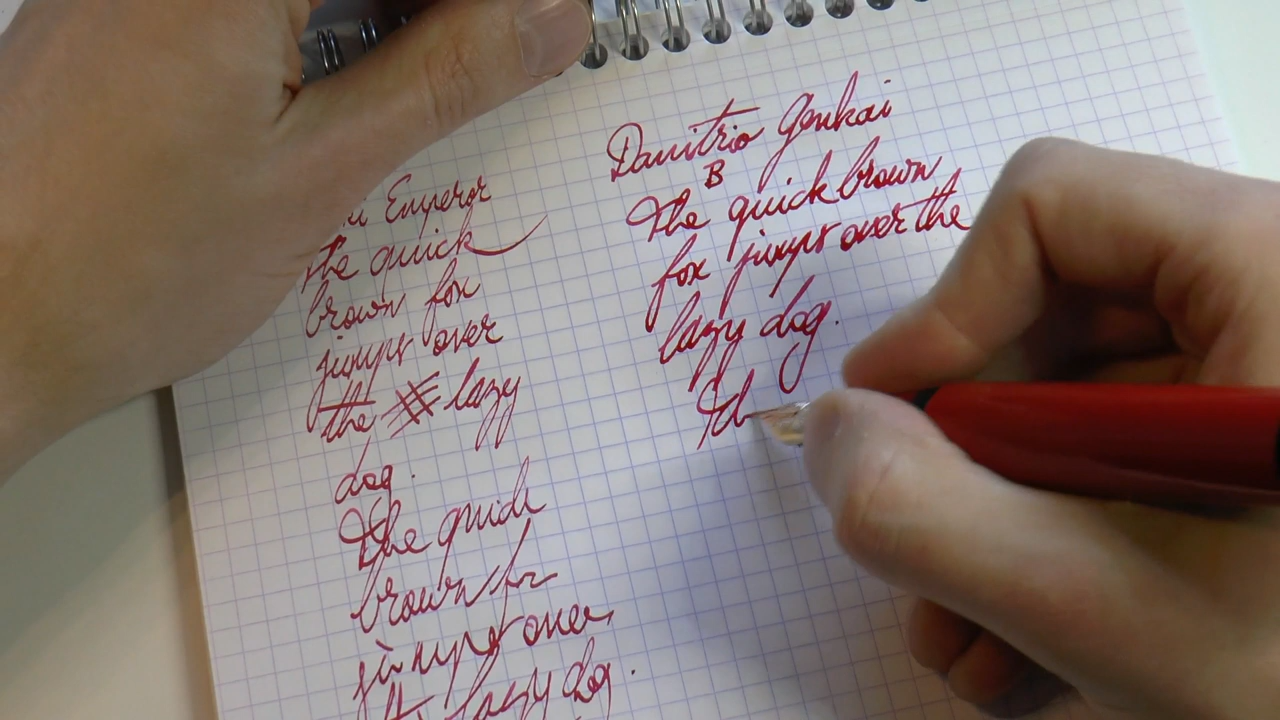 Emperor
the quick
brown fox
jumps over
the lazy
dog.
The quick
brown fox
jumps over
lazy dog.
Danitrio Genkai
B
The quick brown
fox jumps over the
lazy dog.